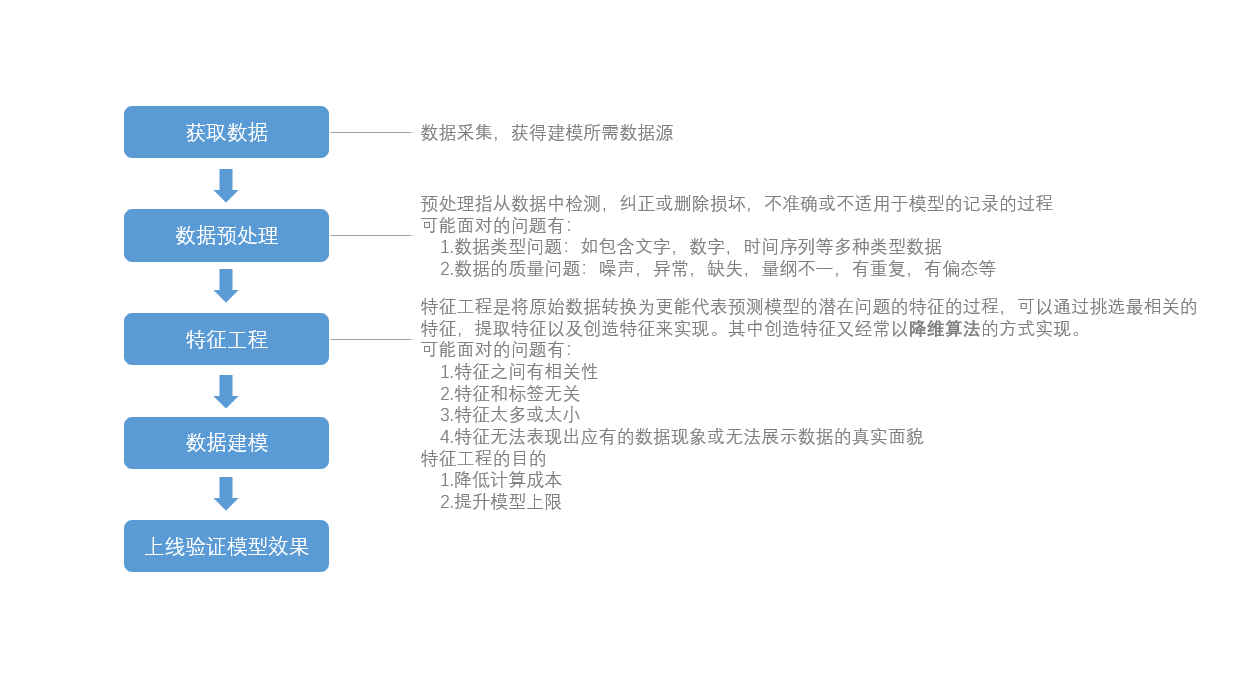 获取数据
数据采集，获得建模所需数据源
数据预处理
预处理指从数据中检测，纠正或删除损坏，不准确或不适用于模型的记录的过程
可能面对的问题有：
1.数据类型问题：如包含文字，数字，时间序列等多种类型数据
2.数据的质量问题：噪声，异常，缺失，量纲不一，有重复，有偏态等
特征工程
特征工程是将原始数据转换为更能代表预测模型的潜在问题的特征的过程，可以通过挑选最相关的
特征，提取特征以及创造特征来实现。其中创造特征又经常以降维算法的方式实现。
可能面对的问题有：
1.特征之间有相关性
2.特征和标签无关
3.特征太多或太小
4.特征无法表现出应有的数据现象或无法展示数据的真实面貌
特征工程的目的
1.降低计算成本
2.提升模型上限
数据建模
上线验证模型效果